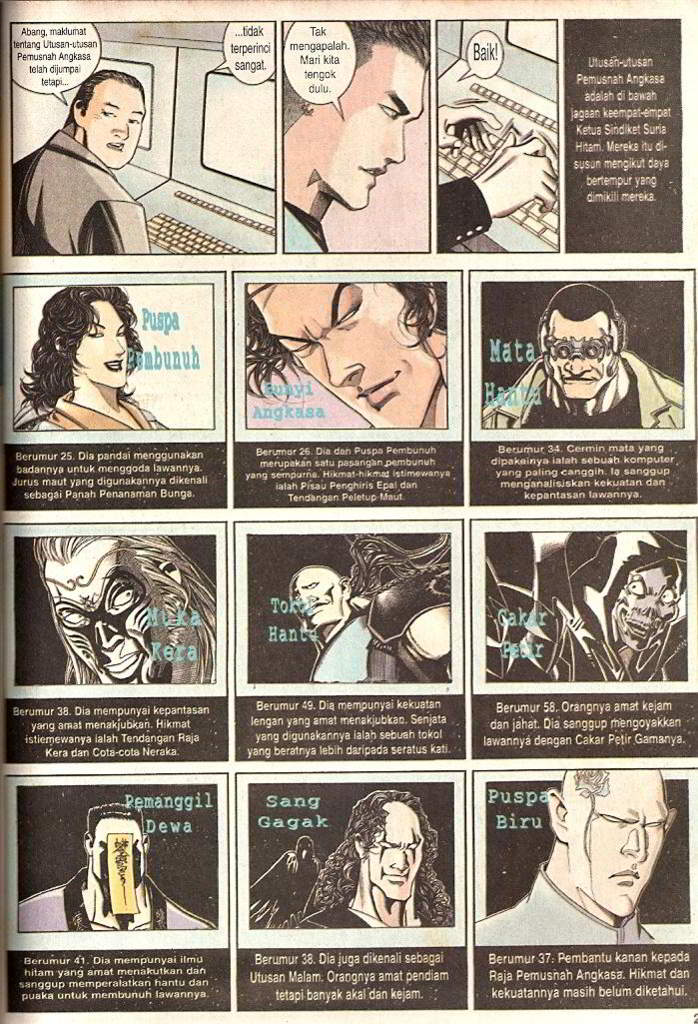 Abang, maklumat
tentang Utusan-utusan
Pemusnah Angkasa
telah dijumpai
tetapi...
...tidak
terperinci
sangat.
Tak
mengapalah.
Mari kita
tengok
dulu.
Baik!
Utusan-utusan
Pemusnah Angkasa
adalah di bawah
jagaan keempat-empat
Ketua Sindiket Suria
Hitam. Mereka itu di-
susun mengikut daya
bertempur yang
dimikili mereka.
Puspa
Pembunuh
Berumur 25. Dia pandai menggunakan
badannya untuk menggoda lawannya.
Jurus maut yang digunakannya dikenali
sebagai Panah Penanaman Bunga.
Bunyi
Angkasa
Berumur 26. Dia dan Puspa Pembunuh
merupakan satu pasangan pembunuh
yang sempurna. Hikmat-hikmat istimewanya
ialah Pisau Penghiris Epal dan
Tendangan Peletup Maut.
Mata
Hantu
Berumur 34. Cermin mata yang
dipakainya ialah sebuah komputer
yang paling canggih. Ia sanggup
menganalisiskan kekuatan dan
kepantasan lawannya.
Muka
Kera
Berumur 38. Dia mempunyai kepantasan
yang amat menakjubkan. Hikmat
istiemewanya ialah Tendangan Raja
Kera dan Cota-cota Neraka.
Tokol
Hantu
Berumur 49. Dia mempunyai kekuatan
lengan yang amat menakjubkan. Senjata
yang digunakannya ialah sebuah tokol
yang beratnya lebih daripada seratus kati.
Cakar
Petir
Berumur 58. Orangnya amat kejam
dan jahat. Dia sanggup mengoyakkan
lawannya dengan Cakar Petir Gamanya.
Pemanggil
Dewa
Berumur 41. Dia mempunyai ilmu
hitam yang amat menakutkan dan
sanggup memperalatkan hantu dan
puaka untuk membunuh lawannya.
Sang
Gagak
Berumur 38. Dia juga dikenali sebagai
Utusan Malam. Orangnya amat pendiam
tetapi banyak akal dan kejam.
Puspa
Biru
Berumur 37. Pembantu kanan kepada
Raja Pemusnah Angkasa. Hikmat dan
kekuatannya masih belum diketahui.